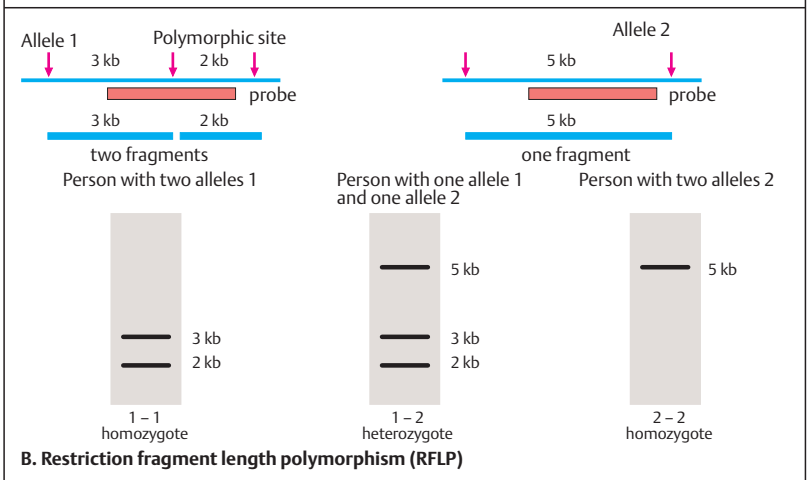 Allele 1
Polymorphic site
3 kb
2 kb
probe
3 kb
2 kb
two fragments
Allele 2
5 kb
probe
5 kb
one fragment
Person with two alleles 1
Person with one allele 1
and one allele 2
Person with two alleles 2
3 kb
2 kb
1 – 1
homozygote
5 kb
3 kb
2 kb
1 – 2
heterozygote
5 kb
2 – 2
homozygote
B. Restriction fragment length polymorphism (RFLP)